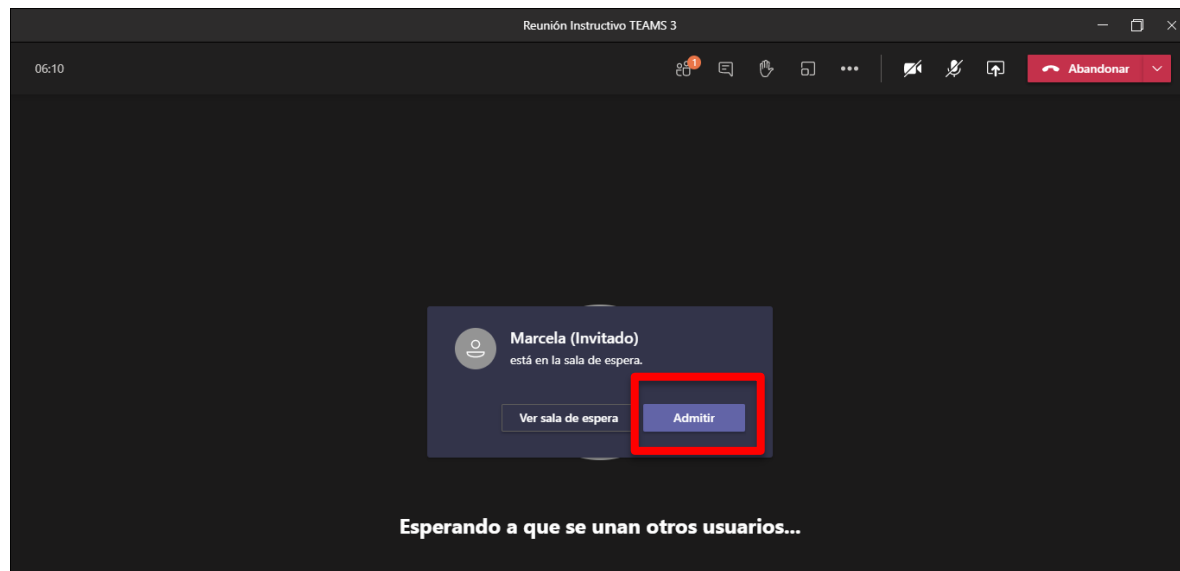 Reunión Instructivo TEAMS 3
06:10
1
Abandonar
Marcela (Invitado)
está en la sala de espera.
Ver sala de espera
Admitir
Esperando a que se unan otros usuarios...